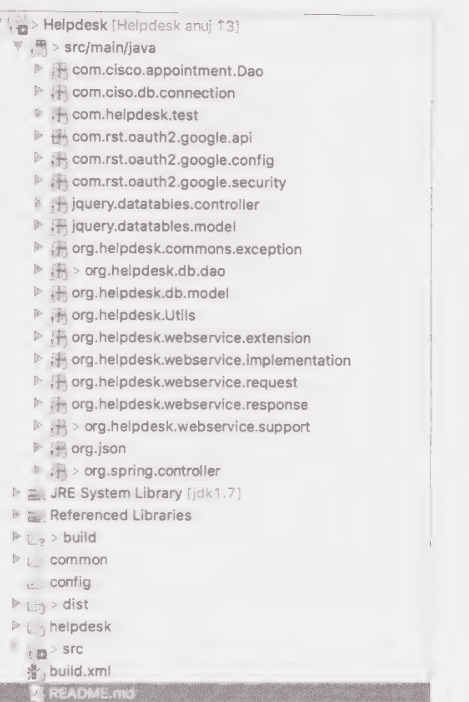 > Helpdesk [Helpdesk anuj ↑3]
> src/main/java
com.cisco.appointment.Dao
com.ciso.db.connection
com.helpdesk.test
com.rst.oauth2.google.api
com.rst.oauth2.google.config
com.rst.oauth2.google.security
jquery.datatables.controller
jquery.datatables.model
org.helpdesk.commons.exception
> org.helpdesk.db.dao
org.helpdesk.db.model
org.helpdesk.Utils
org.helpdesk.webservice.extension
org.helpdesk.webservice.implementation
org.helpdesk.webservice.request
org.helpdesk.webservice.response
> org.helpdesk.webservice.support
org.json
> org.spring.controller
JRE System Library [jdk1.7]
Referenced Libraries
> build
common
config
> dist
helpdesk
> src
build.xml
README.md